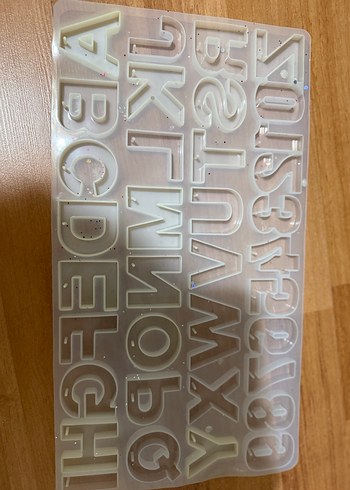 ABCDEFGHI
JKLMNOPQ
RSTUVWXY
Z0123456789